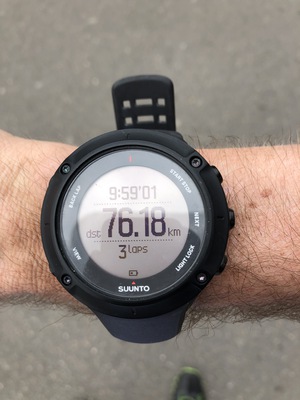 BACK LAP
START STOP
9:59'01
76.18
dst km
3 laps
NEXT
VIEW
LIGHT LOCK
SUUNTO